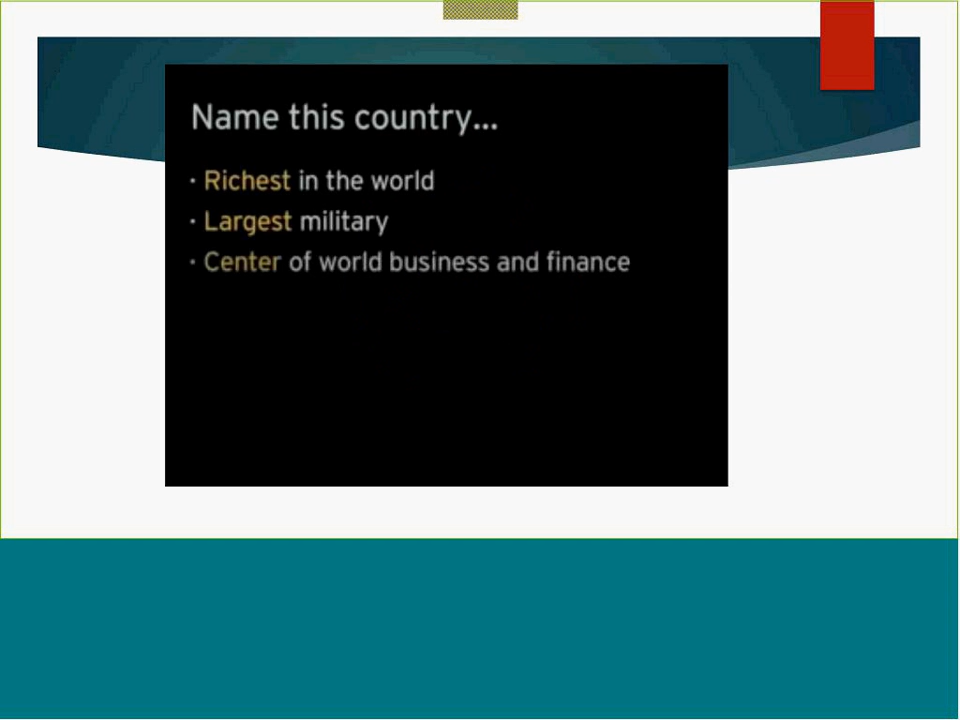 Name this country...
· Richest in the world
· Largest military
· Center of world business and finance